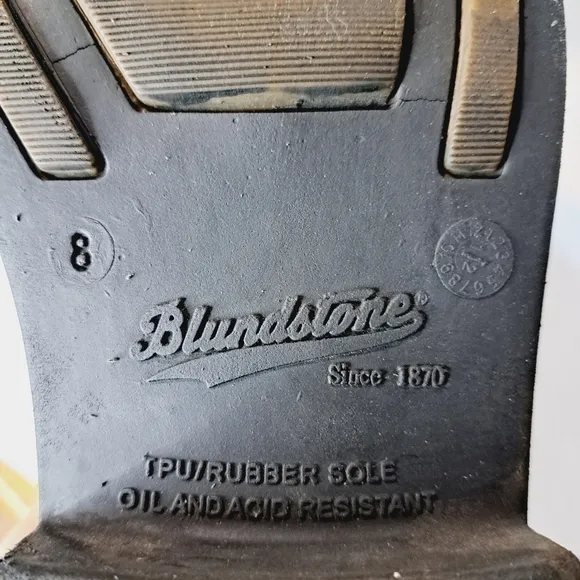 8
Blundstone®
Since 1870
TPU/RUBBER SOLE
OIL AND ACID RESISTANT